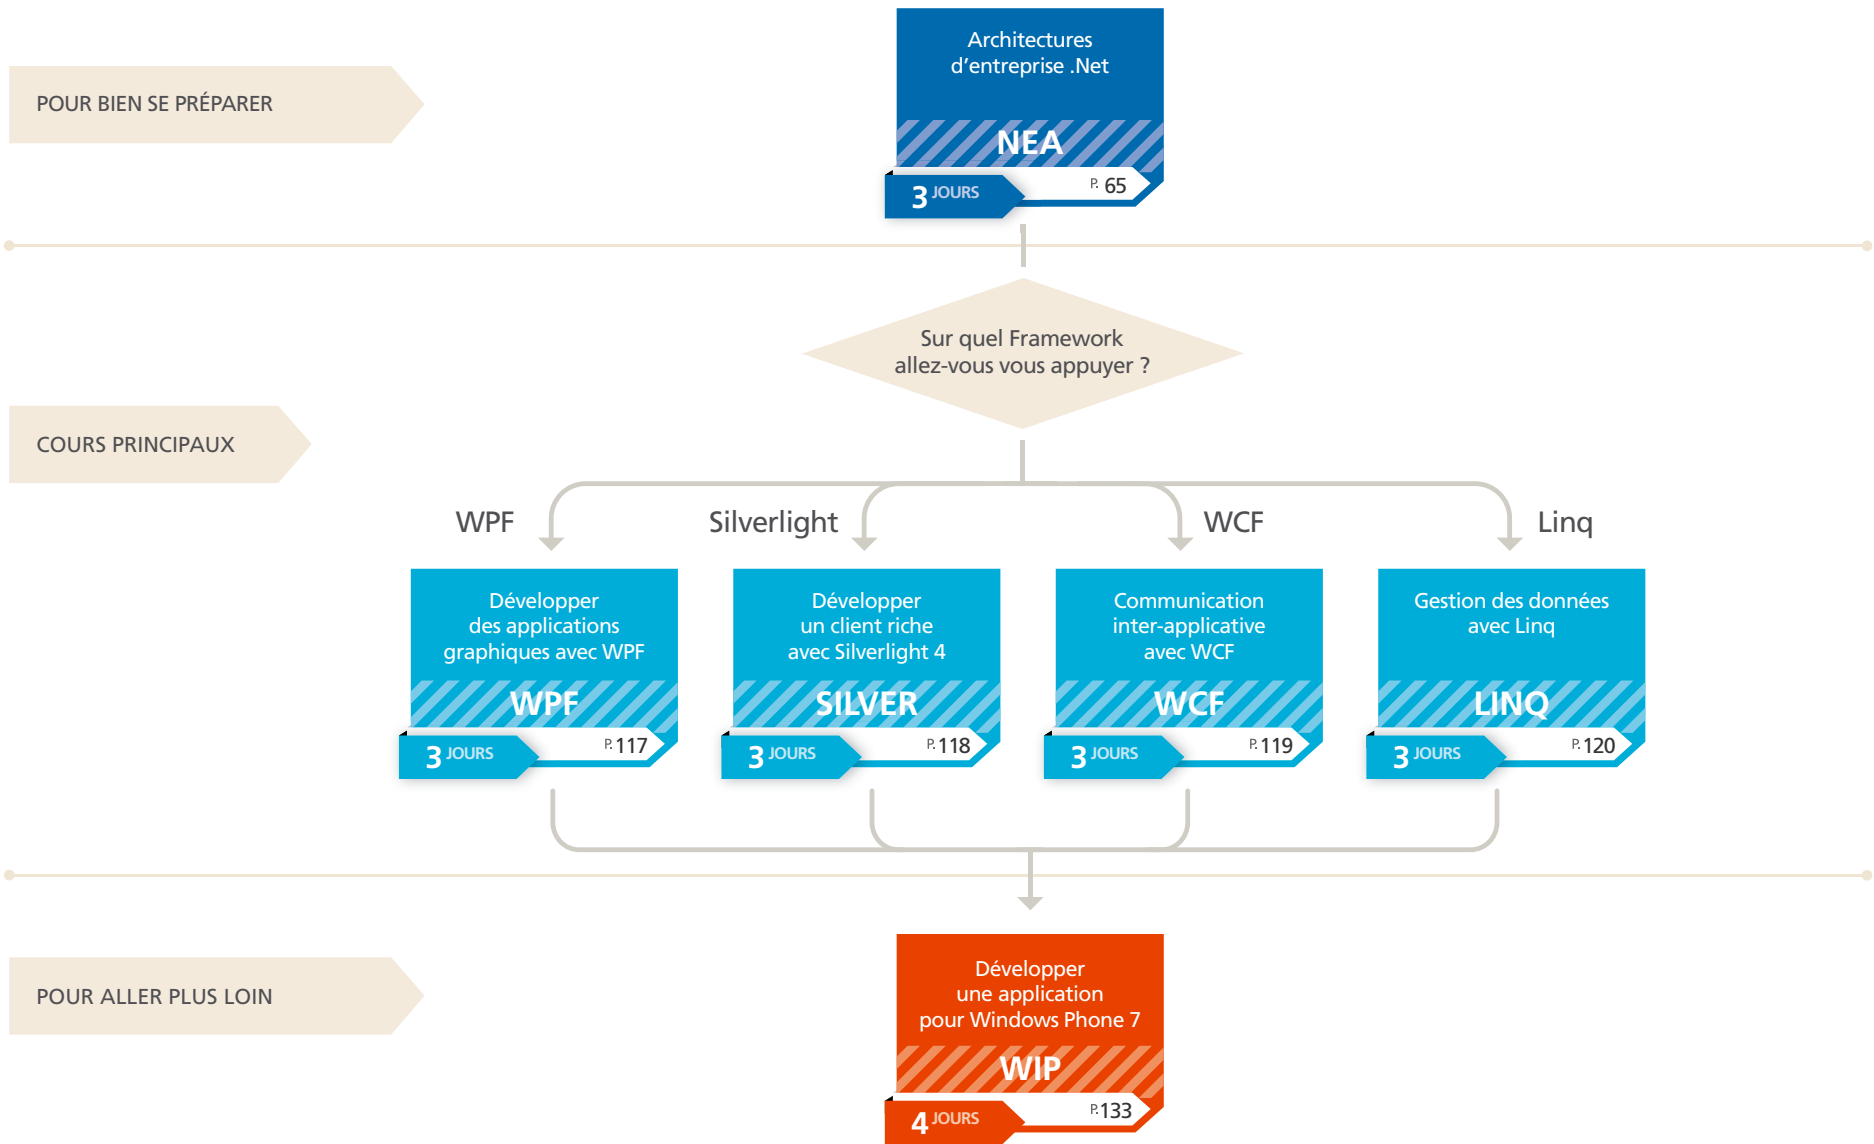 Architectures
d'entreprise .Net
POUR BIEN SE PRÉPARER
NEA
3 JOURS
P. 65
Sur quel Framework
allez-vous vous appuyer ?
COURS PRINCIPAUX
WPF
Silverlight
WCF
Linq
Développer
des applications
graphiques avec WPF
WPF
3 JOURS
P. 117
Développer
un client riche
avec Silverlight 4
SILVER
3 JOURS
P. 118
Communication
inter-applicative
avec WCF
WCF
3 JOURS
P. 119
Gestion des données
avec Linq
LINQ
3 JOURS
P. 120
POUR ALLER PLUS LOIN
Développer
une application
pour Windows Phone 7
WIP
4 JOURS
P. 133